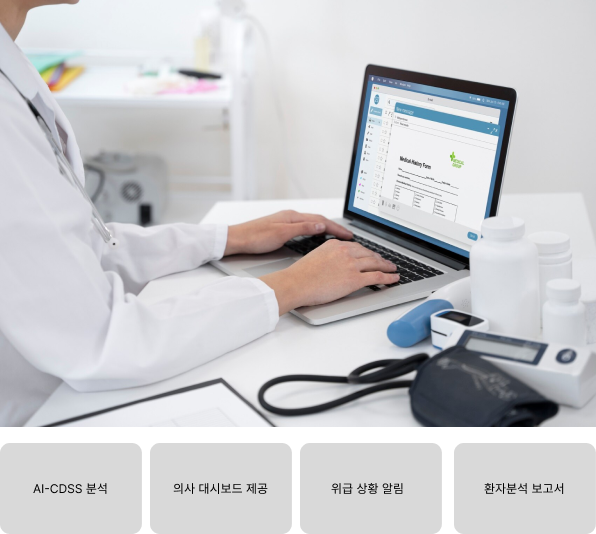 Medical History Form
AI-CDSS 분석
의사 대시보드 제공
위급 상황 알림
환자분석 보고서